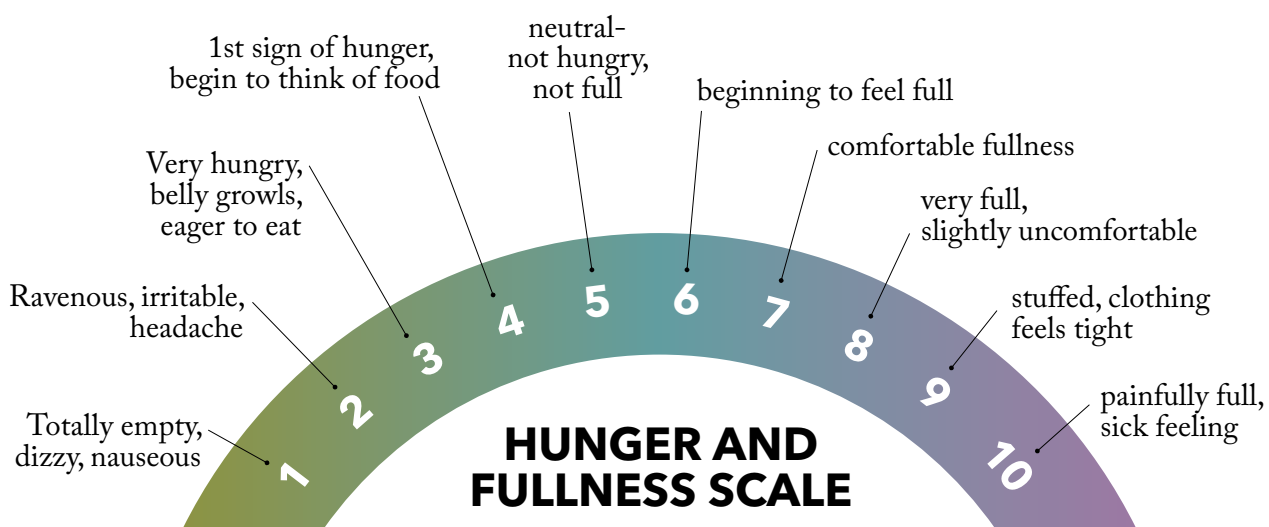 Totally empty,
dizzy, nauseous
1
Ravenous, irritable,
headache
2
Very hungry,
belly growls,
eager to eat
3
1st sign of hunger,
begin to think of food
4
neutral-
not hungry,
not full
5
beginning to feel full
6
comfortable fullness
7
very full,
slightly uncomfortable
8
stuffed, clothing
feels tight
9
painfully full,
sick feeling
10
HUNGER AND
FULLNESS SCALE